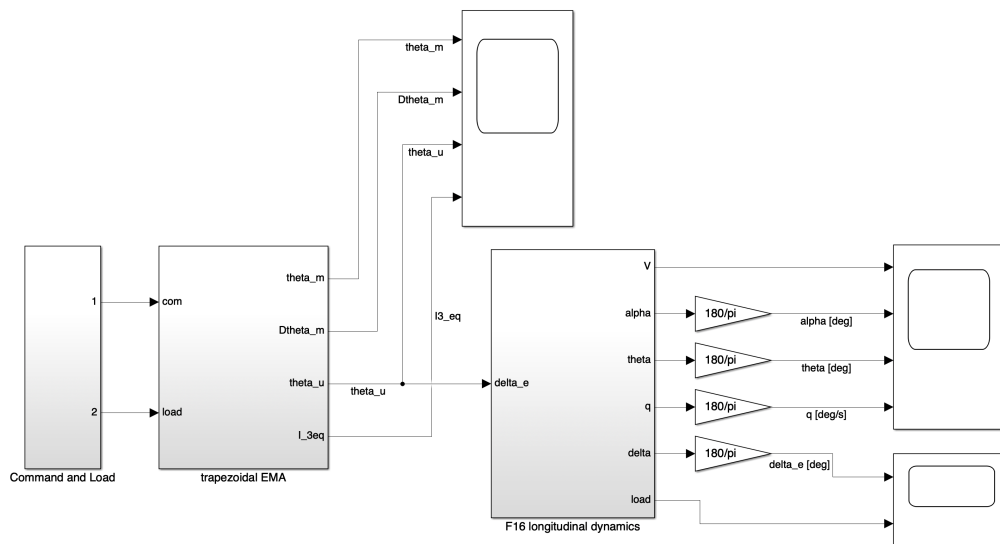 theta_m
Dtheta_m
theta_u
I3_eq
1
2
Command and Load
com
load
theta_m
Dtheta_m
theta_u
I_3eq
trapezoidal EMA
theta_u
delta_e
V
alpha
theta
q
delta
load
F16 longitudinal dynamics
180/pi
alpha [deg]
180/pi
theta [deg]
180/pi
q [deg/s]
180/pi
delta_e [deg]